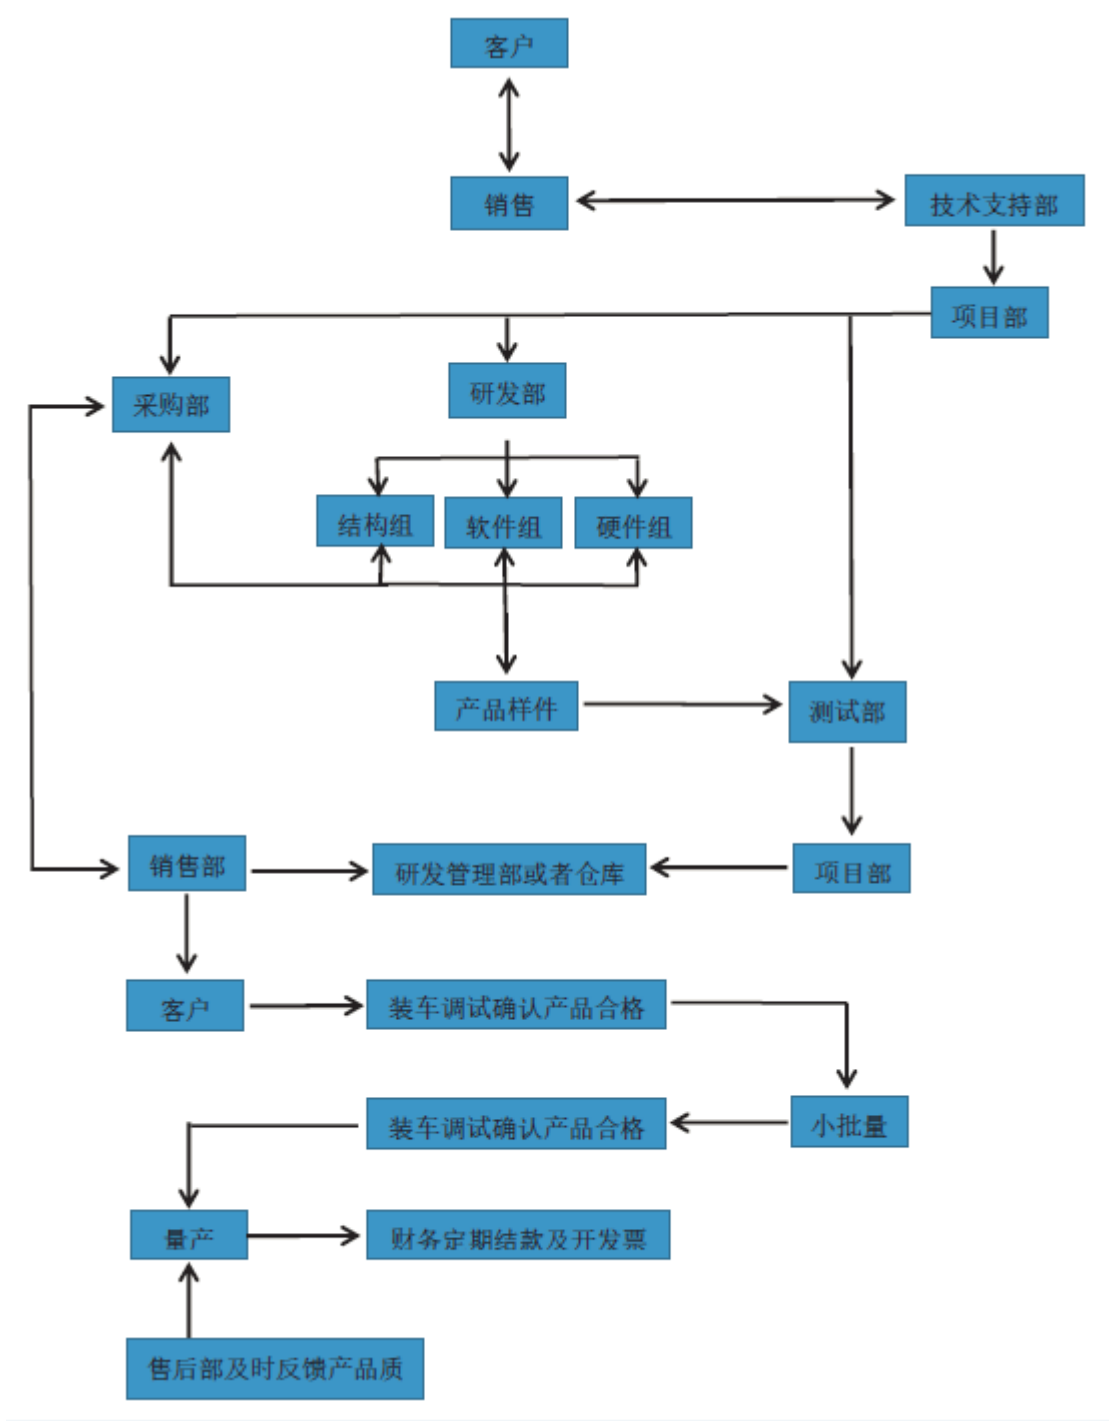 客户
销售
技术支持部
项目部
采购部
研发部
结构组
软件组
硬件组
产品样件
测试部
销售部
研发管理部或者仓库
项目部
客户
装车调试确认产品合格
装车调试确认产品合格
小批量
量产
财务定期结款及开发票
售后部及时反馈产品质